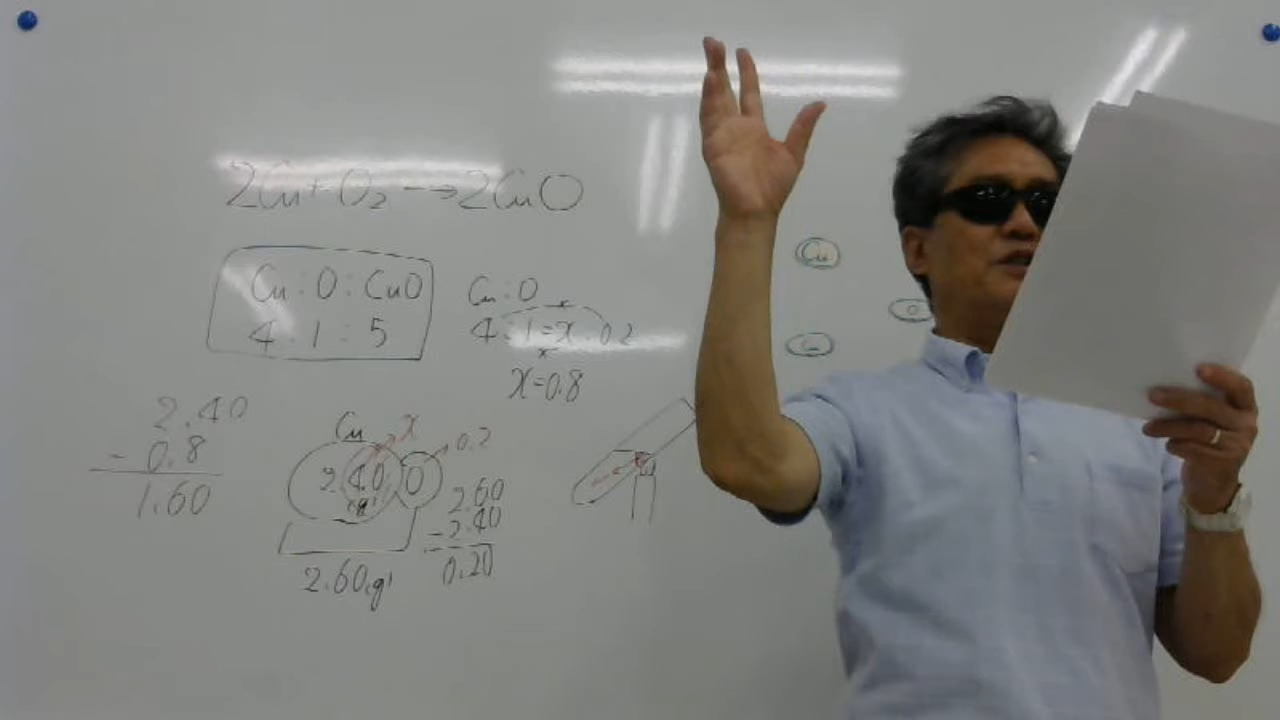 2Cu+O₂→2CuO
Cu:O:CuO
4:1:5
Cu:O
x
4:1=x:0.2
x
x=0.8
2.40
-0.8
1.60
Cu
x
0.2
2.40
(g)
O
2.60
-2.40
0.20
2.60(g)
Cu
O
Cu